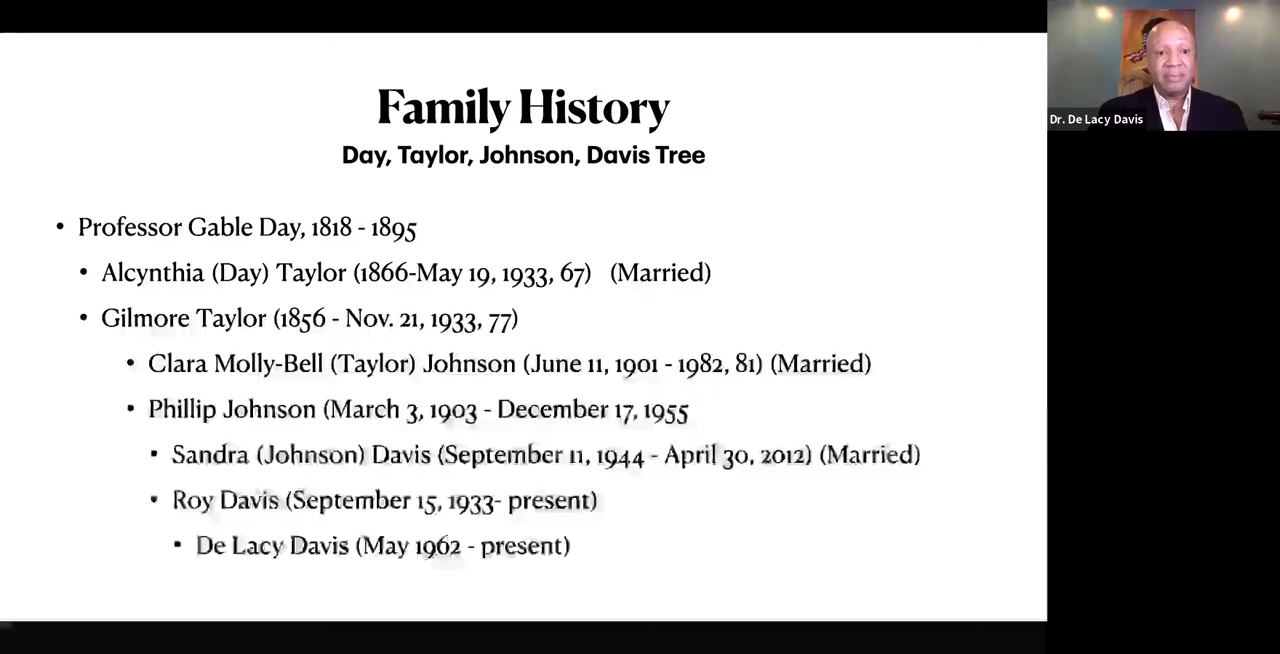 Family History
Day, Taylor, Johnson, Davis Tree
• Professor Gable Day, 1818 - 1895
• Alcynthia (Day) Taylor (1866-May 19, 1933, 67) (Married)
• Gilmore Taylor (1856 - Nov. 21, 1933, 77)
• Clara Molly-Bell (Taylor) Johnson (June 11, 1901 - 1982, 81) (Married)
• Phillip Johnson (March 3, 1903 - December 17, 1955
• Sandra (Johnson) Davis (September 11, 1944 - April 30, 2012) (Married)
• Roy Davis (September 15, 1933- present)
• De Lacy Davis (May 1962 - present)
Dr. De Lacy Davis